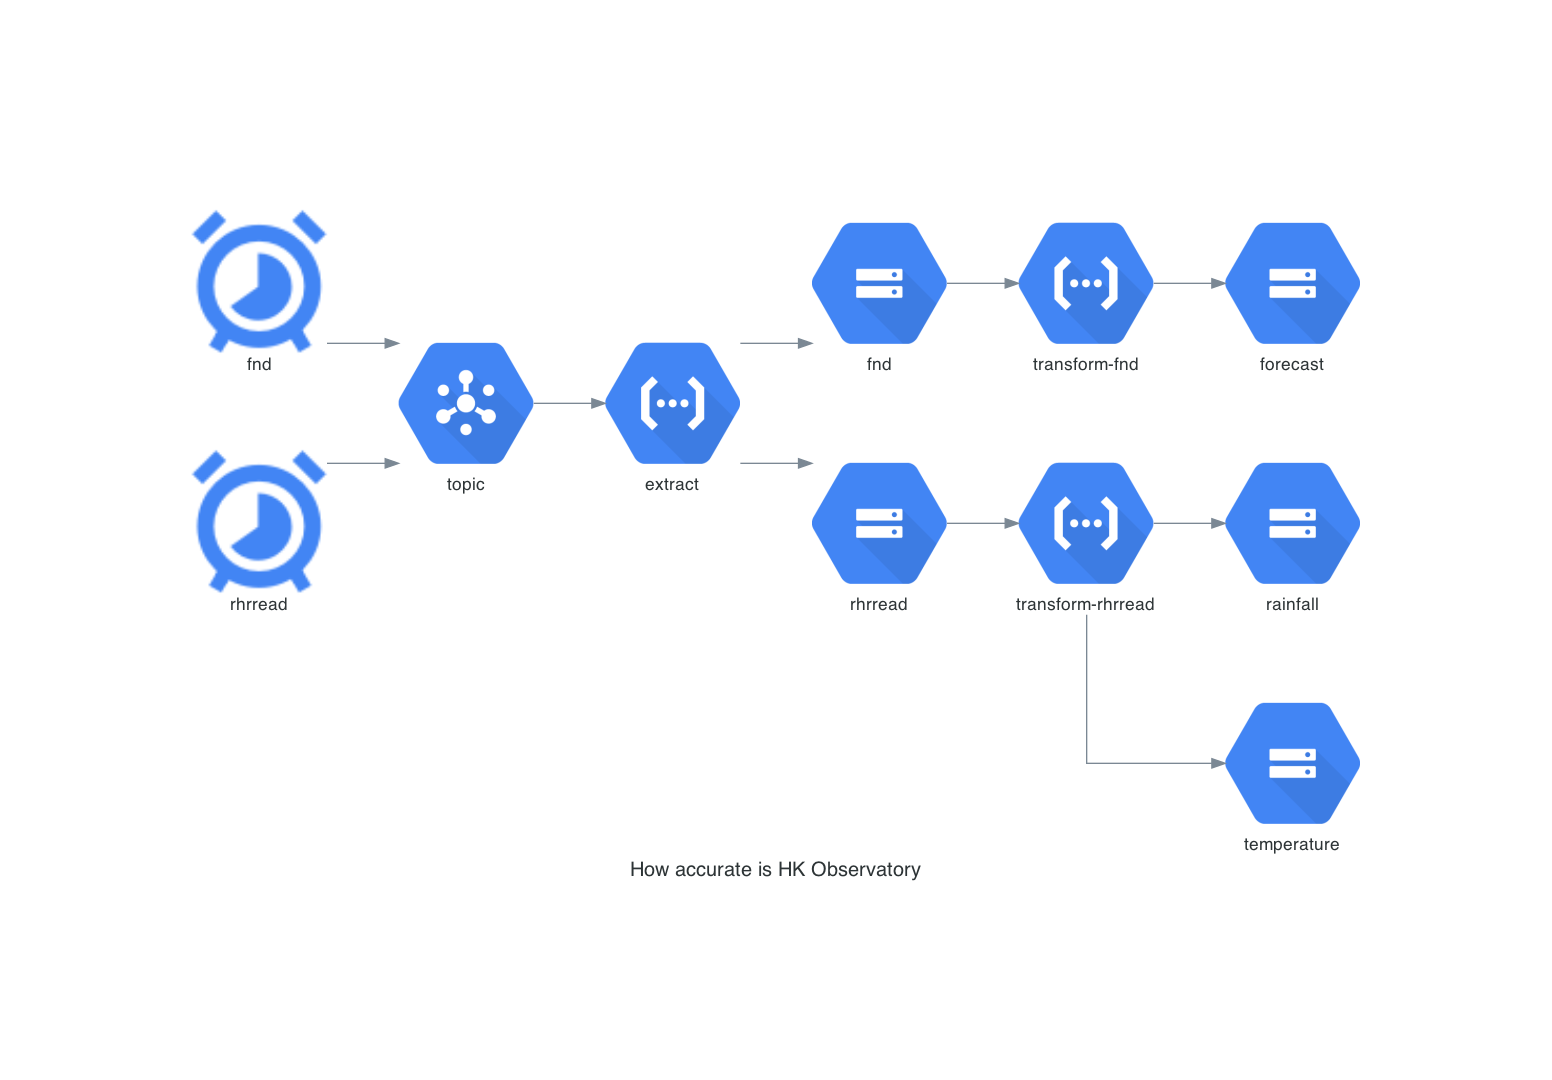 fnd
fnd
transform-fnd
forecast
topic
extract
rhrread
rhrread
transform-rhrread
rainfall
temperature
How accurate is HK Observatory